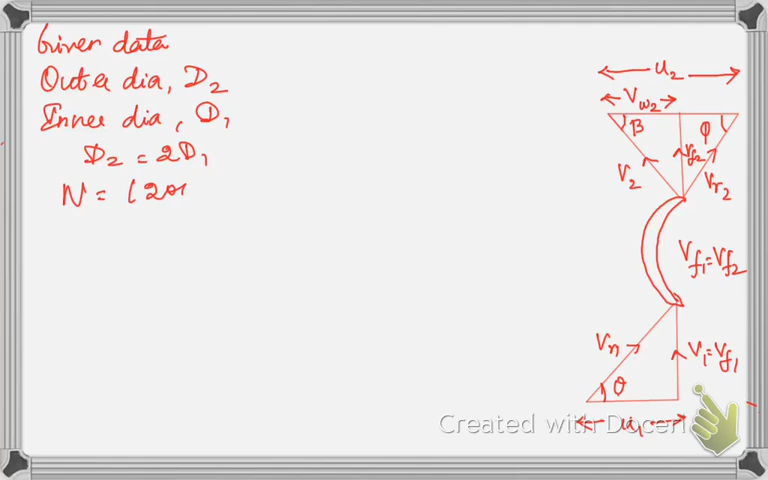 Given data
Outer dia, D₂
Inner dia, D₁
D₂ = 2D₁
N = 1200
u₂
Vw₂
β φ
V₂ Vf₂ Vr₂
Vf₁=Vf₂
Vr₁ V₁=Vf₁
θ
u₁
Created with Doceri